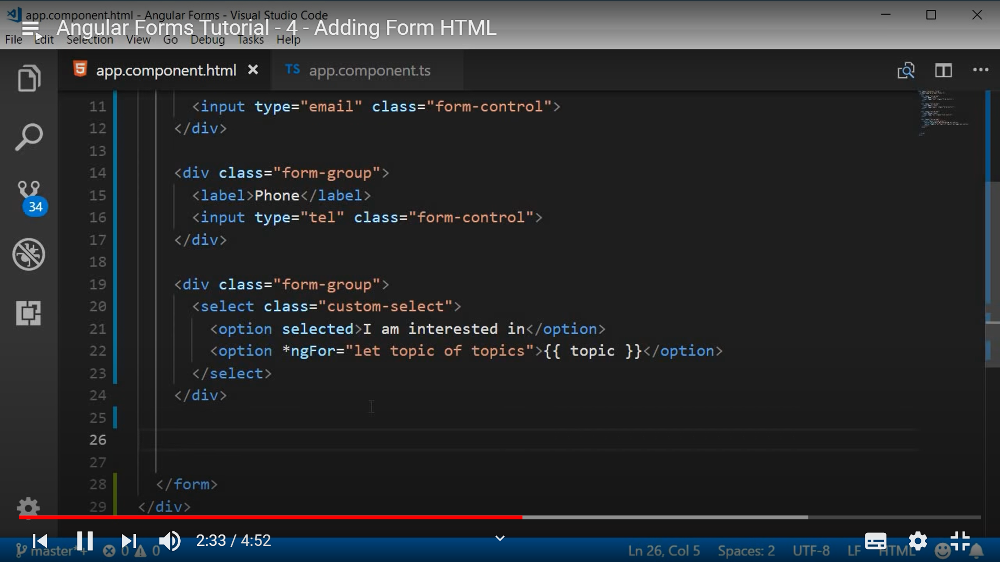 app.component.html - Angular Forms - Visual Studio Code
Angular Forms Tutorial - 4 - Adding Form HTML
File Edit Selection View Go Debug Tasks Help
app.component.html
TS app.component.ts
11 <input type="email" class="form-control">
12 </div>
13
14 <div class="form-group">
15 <label>Phone</label>
16 <input type="tel" class="form-control">
17 </div>
18
19 <div class="form-group">
20 <select class="custom-select">
21 <option selected>I am interested in</option>
22 <option *ngFor="let topic of topics">{{ topic }}</option>
23 </select>
24 </div>
25
26
27
28 </form>
29 </div>
34
2:33 / 4:52
master*+ 0 0
Ln 26, Col 5 Spaces: 2 UTF-8 LF HTML